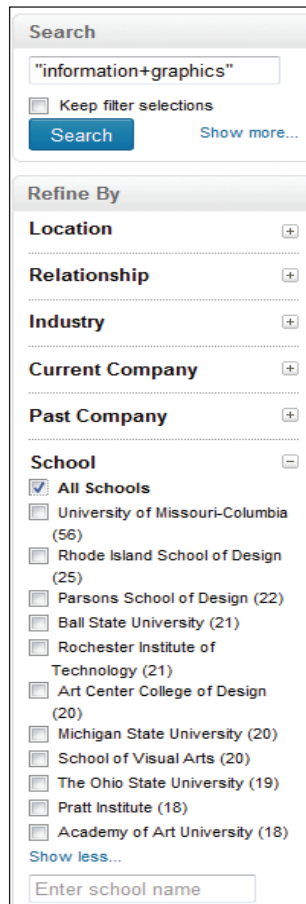 Search
"information+graphics"
Keep filter selections
Search
Show more...
Refine By
Location
Relationship
Industry
Current Company
Past Company
School
All Schools
University of Missouri-Columbia
(56)
Rhode Island School of Design
(25)
Parsons School of Design (22)
Ball State University (21)
Rochester Institute of
Technology (21)
Art Center College of Design
(20)
Michigan State University (20)
School of Visual Arts (20)
The Ohio State University (19)
Pratt Institute (18)
Academy of Art University (18)
Show less...
Enter school name